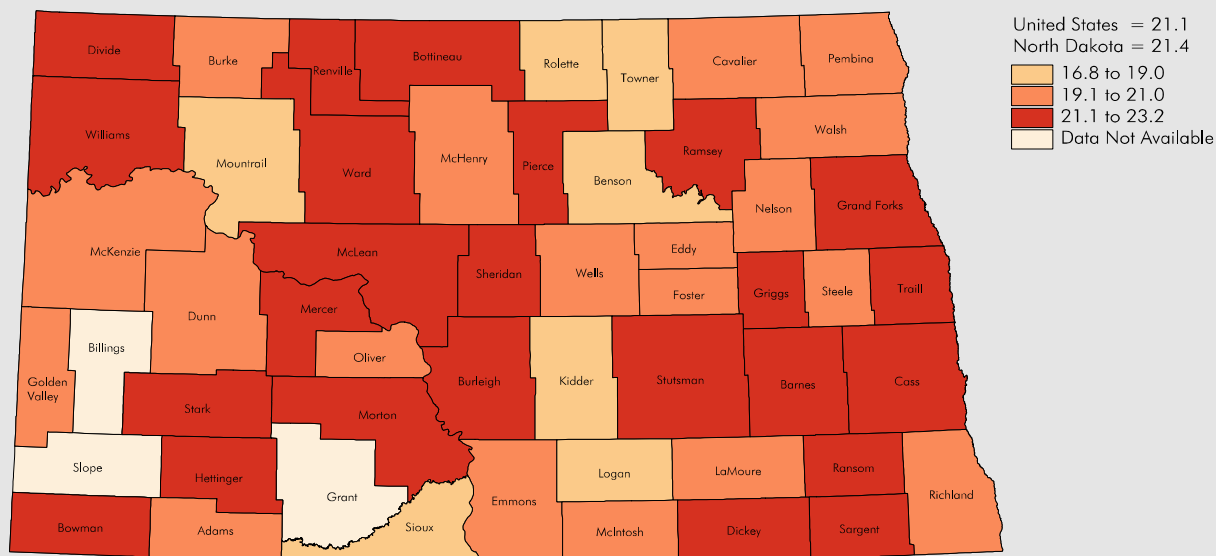 United States = 21.1
North Dakota = 21.4
16.8 to 19.0
19.1 to 21.0
21.1 to 23.2
Data Not Available
Divide
Burke
Renville
Bottineau
Rolette
Towner
Cavalier
Pembina
Williams
Mountrail
Ward
McHenry
Pierce
Benson
Ramsey
Walsh
Nelson
Grand Forks
McKenzie
Dunn
McLean
Mercer
Oliver
Sheridan
Wells
Eddy
Foster
Griggs
Steele
Traill
Golden
Valley
Billings
Stark
Morton
Burleigh
Kidder
Stutsman
Barnes
Cass
Slope
Hettinger
Grant
Bowman
Adams
Sioux
Emmons
Logan
LaMoure
Ransom
Richland
McIntosh
Dickey
Sargent